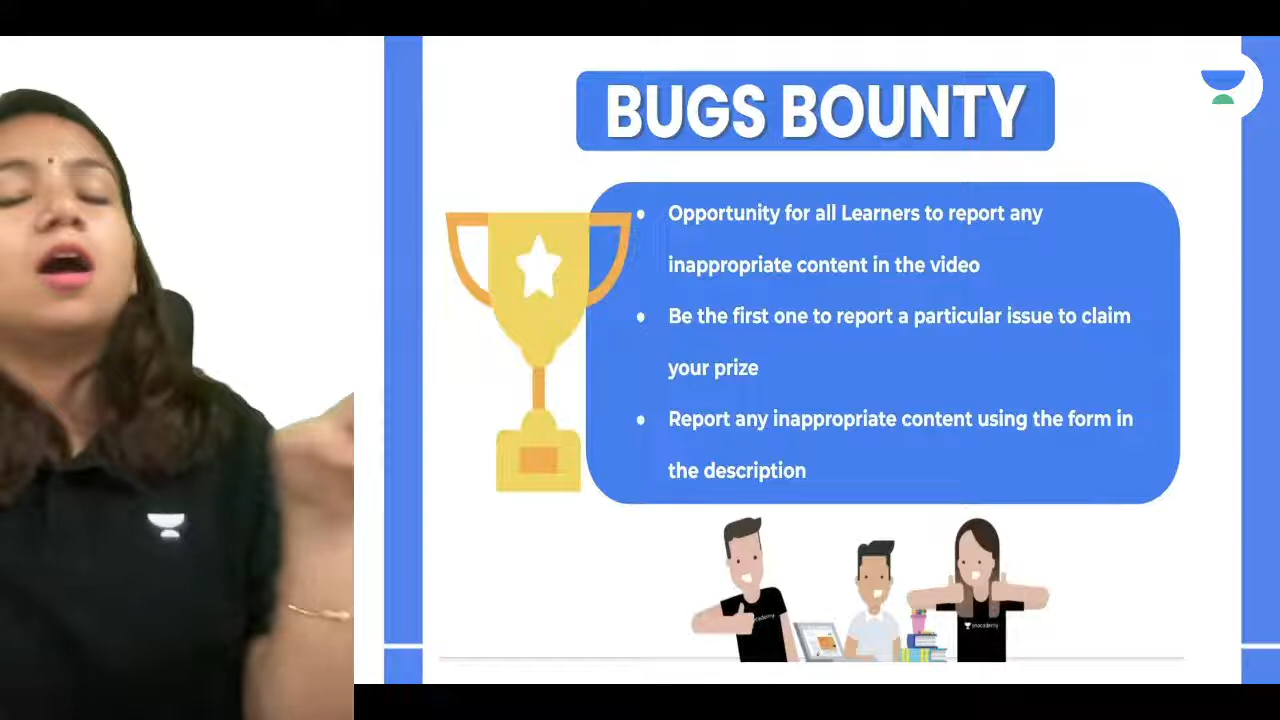 BUGS BOUNTY
• Opportunity for all Learners to report any
inappropriate content in the video
• Be the first one to report a particular issue to claim
your prize
• Report any inappropriate content using the form in
the description
unacademy